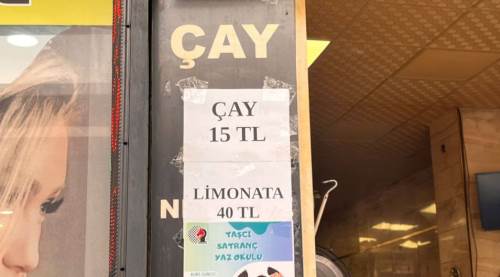 ÇAY
ÇAY
15 TL
LİMONATA
40 TL
TAŞCI
SATRANÇ
YAZ OKULU